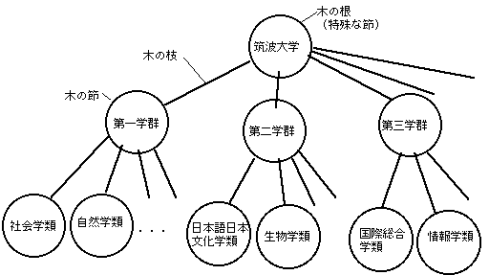 木の根
（特殊な節）
筑波大学
木の枝
木の節
第一学群
第二学群
第三学群
社会学類
自然学類
・・・
日本語日本
文化学類
生物学類
国際総合
学類
情報学類